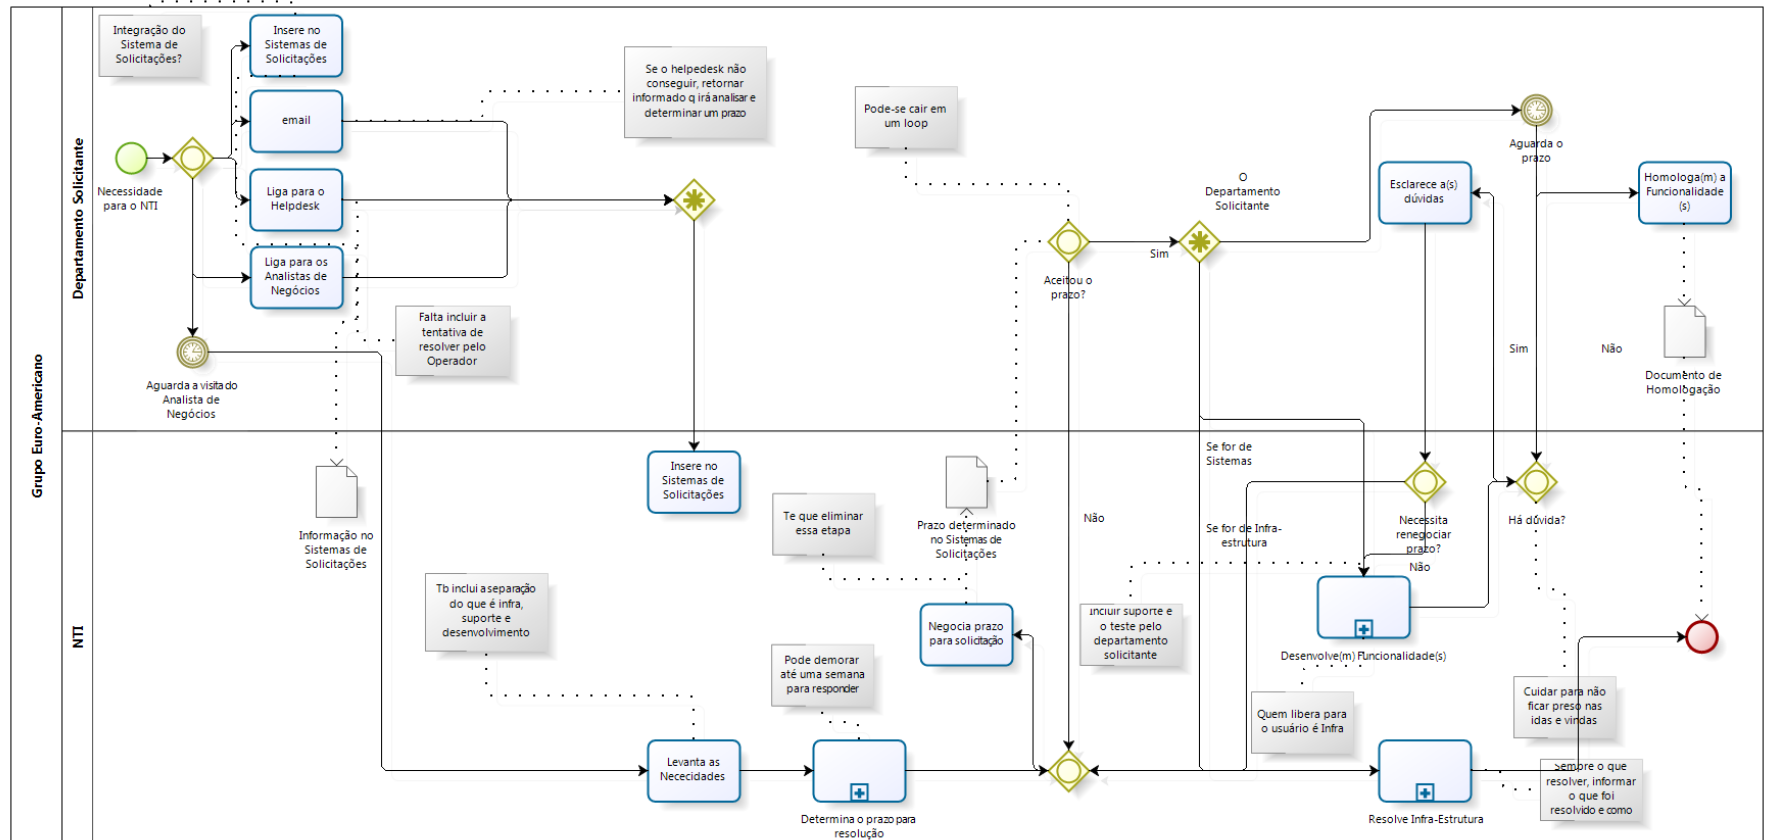 Grupo Euro-Americano
Departamento Solicitante
NTI
Integração do
Sistema de
Solicitações?
Insere no
Sistemas de
Solicitações
email
Necessidade
para o NTI
Liga para o
Helpdesk
Liga para os
Analistas de
Negócios
Aguarda a visita do
Analista de
Negócios
Falta incluir a
tentativa de
resolver pelo
Operador
Se o helpedesk não
conseguir, retornar
informado q irá analisar e
determinar um prazo
Pode-se cair em
um loop
Aceitou o
prazo?
Sim
O
Departamento
Solicitante
Aguarda o
prazo
Esclarece a(s)
dúvidas
Homologa(m) a
Funcionalidade
(s)
Sim
Não
Documento de
Homologação
Informação no
Sistemas de
Solicitações
Insere no
Sistemas de
Solicitações
Te que eliminar
essa etapa
Prazo determinado
no Sistemas de
Solicitações
Não
Se for de
Sistemas
Se for de Infra-
estrutura
Necessita
renegociar
prazo?
Não
Há dúvida?
Tb inclui a separação
do que é infra,
suporte e
desenvolvimento
Negocia prazo
para solicitação
Incluir suporte e
o teste pelo
departamento
solicitante
Desenvolve(m) Funcionalidade(s)
Pode demorar
até uma semana
para responder
Quem libera para
o usuário é Infra
Cuidar para não
ficar preso nas
idas e vindas
Levanta as
Nececidades
Determina o prazo para
resolução
Resolve Infra-Estrutura
Sempre o que
resolver, informar
o que foi
resolvido e como